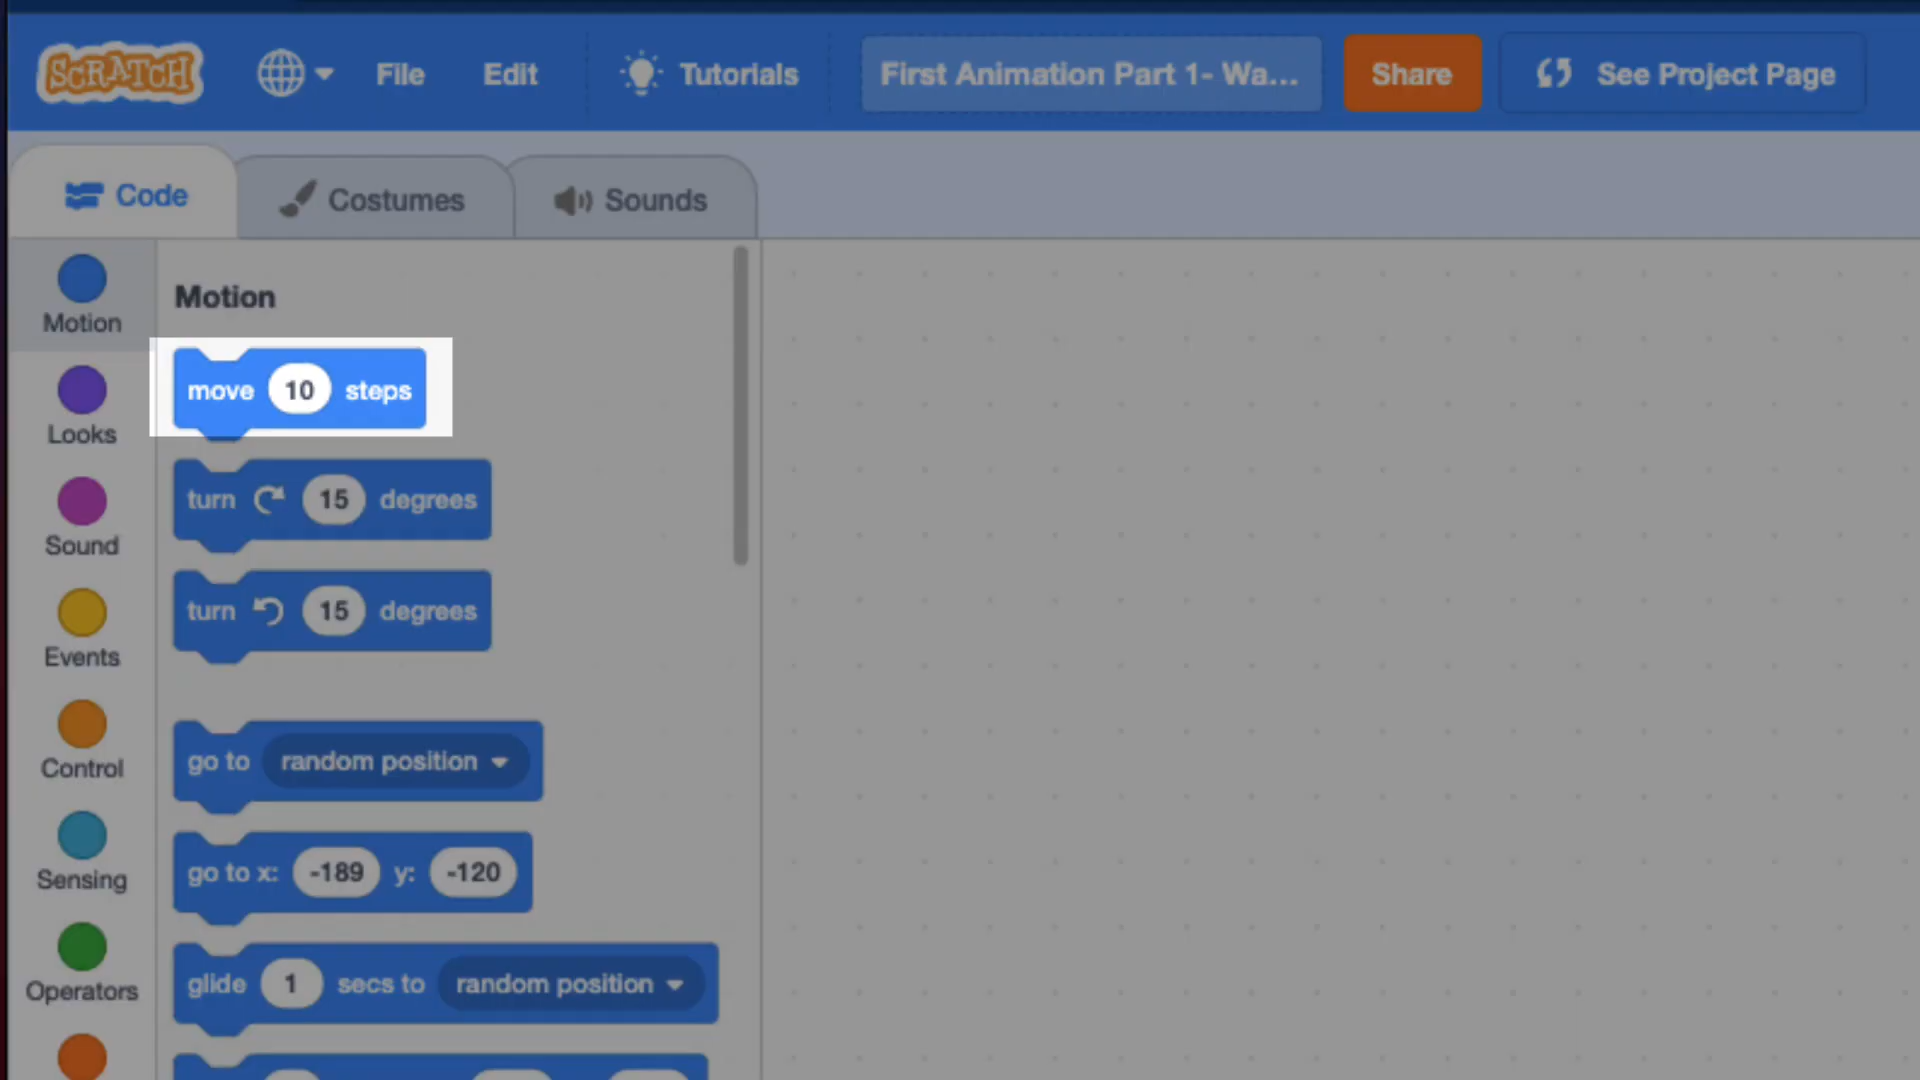 SCRATCH File Edit Tutorials First Animation Part 1- Wa... Share See Project Page
Code Costumes Sounds
Motion
Looks
Sound
Events
Control
Sensing
Operators
Motion
move 10 steps
turn 15 degrees
turn 15 degrees
go to random position
go to x: -189 y: -120
glide 1 secs to random position